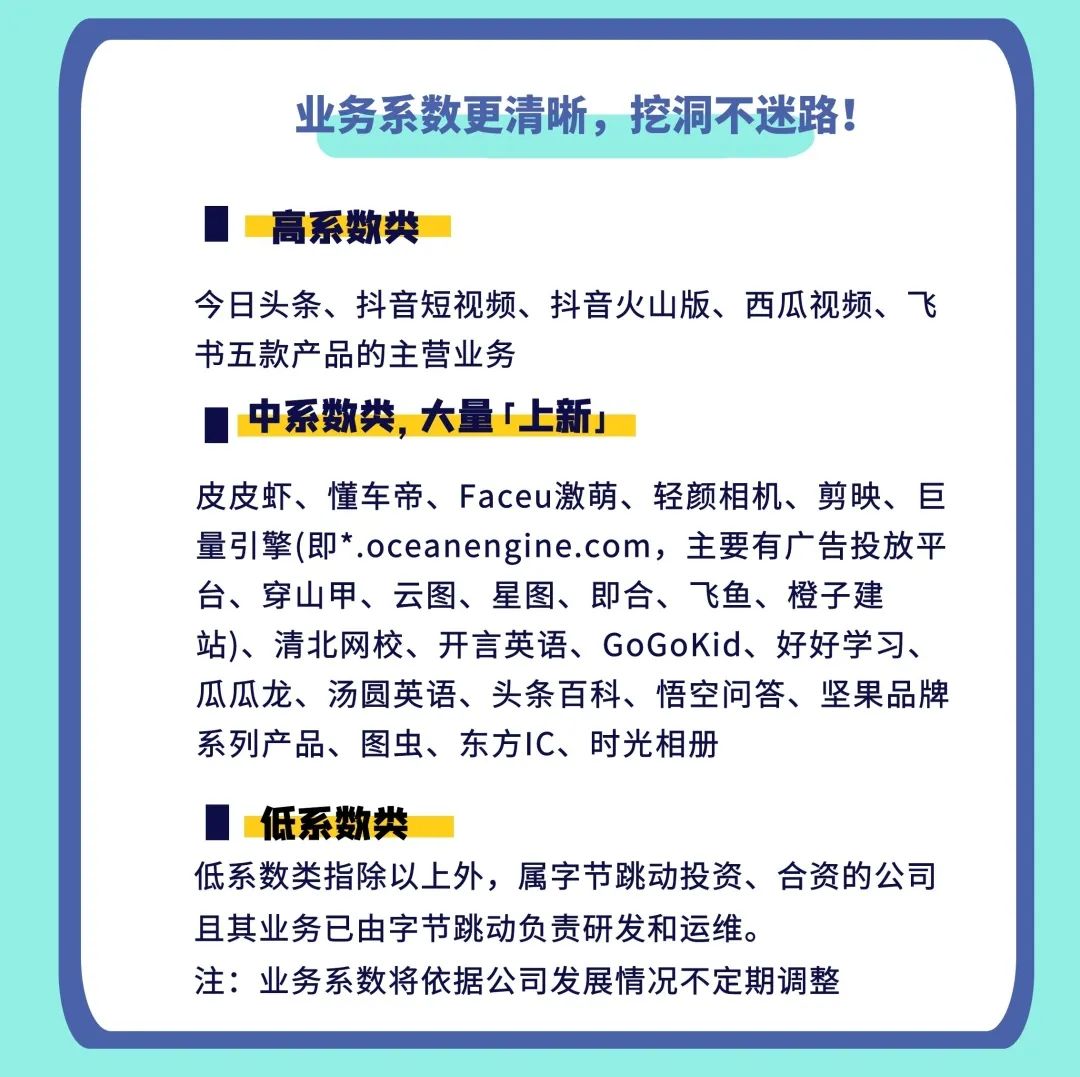 业务系数更清晰，挖洞不迷路！
高系数类
今日头条、抖音短视频、抖音火山版、西瓜视频、飞
书五款产品的主营业务
中系数类，大量「上新」
皮皮虾、懂车帝、Faceu激萌、轻颜相机、剪映、巨
量引擎(即*.oceanengine.com，主要有广告投放平
台、穿山甲、云图、星图、即合、飞鱼、橙子建
站)、清北网校、开言英语、GoGoKid、好好学习、
瓜瓜龙、汤圆英语、头条百科、悟空问答、坚果品牌
系列产品、图虫、东方IC、时光相册
低系数类
低系数类指除以上外，属字节跳动投资、合资的公司
且其业务已由字节跳动负责研发和运维。
注：业务系数将依据公司发展情况不定期调整